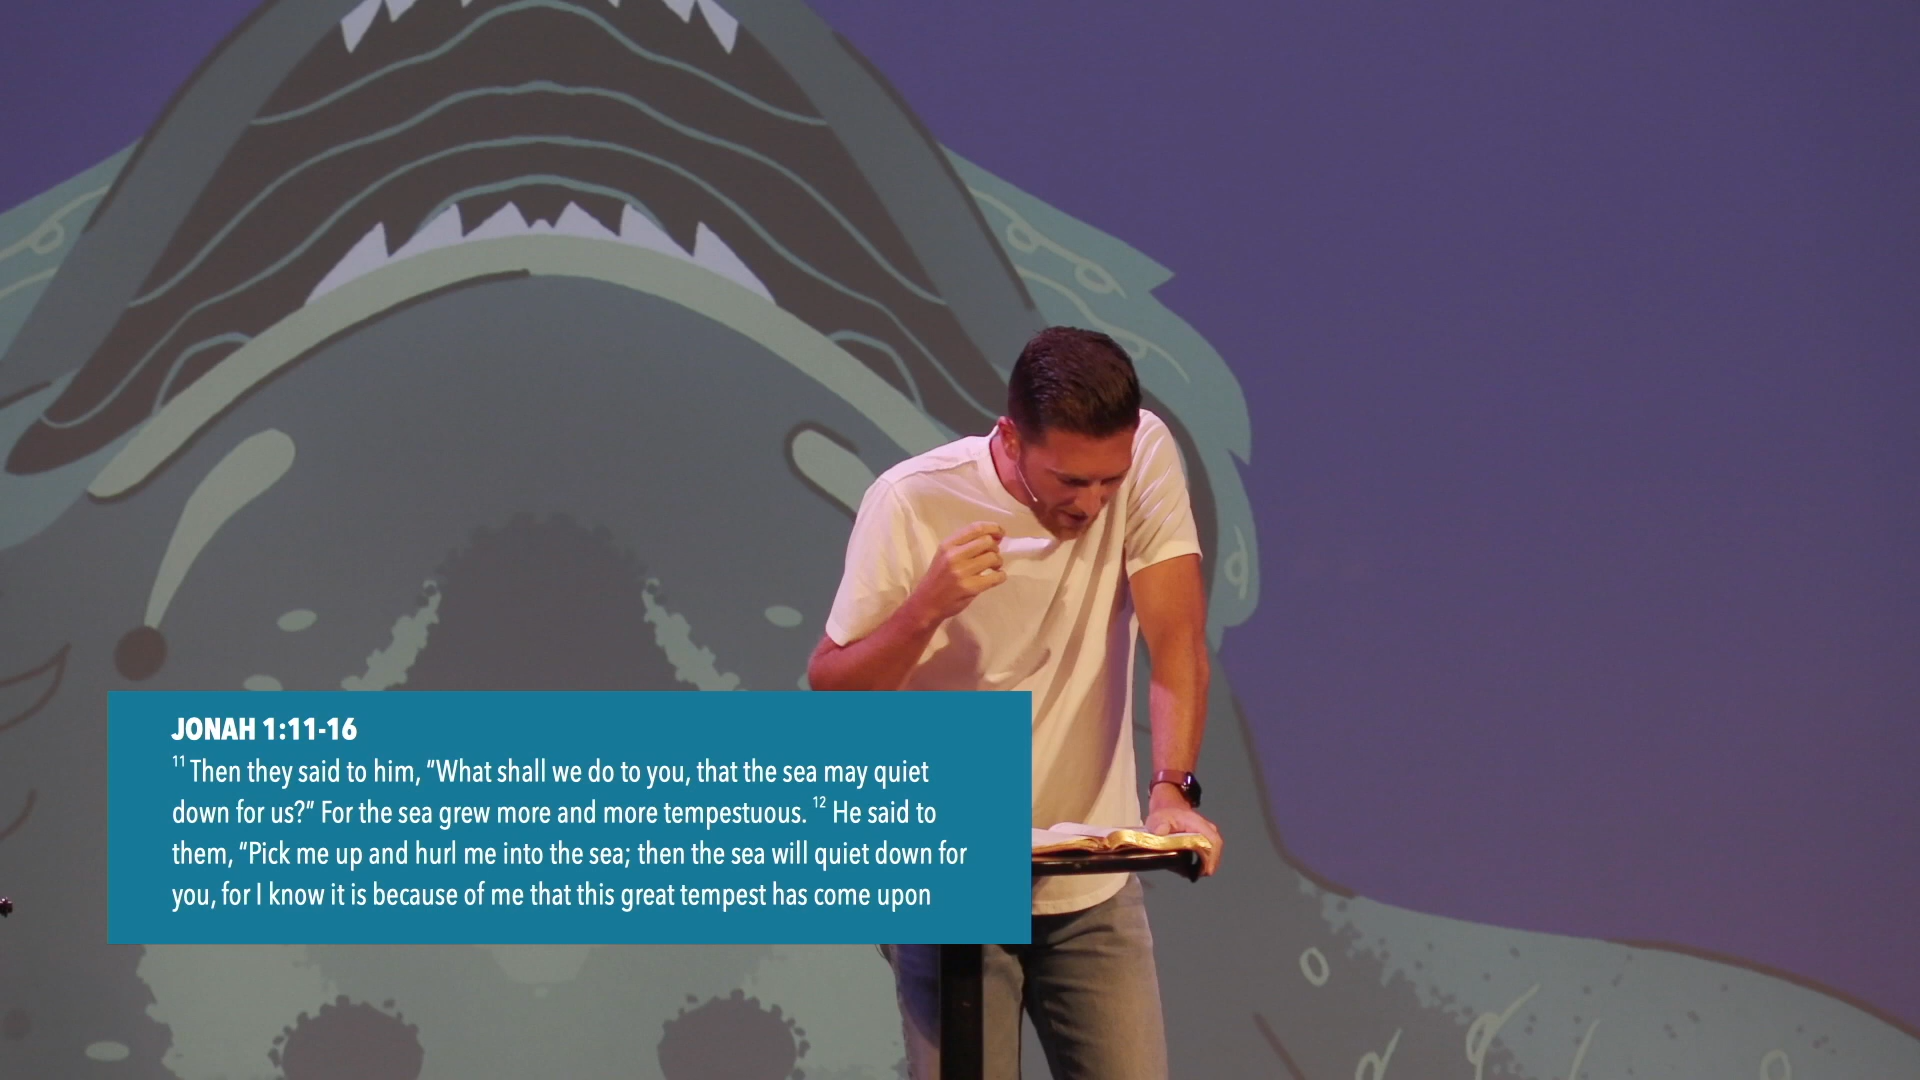 JONAH 1:11-16
11 Then they said to him, “What shall we do to you, that the sea may quiet
down for us?” For the sea grew more and more tempestuous. 12 He said to
them, “Pick me up and hurl me into the sea; then the sea will quiet down for
you, for I know it is because of me that this great tempest has come upon